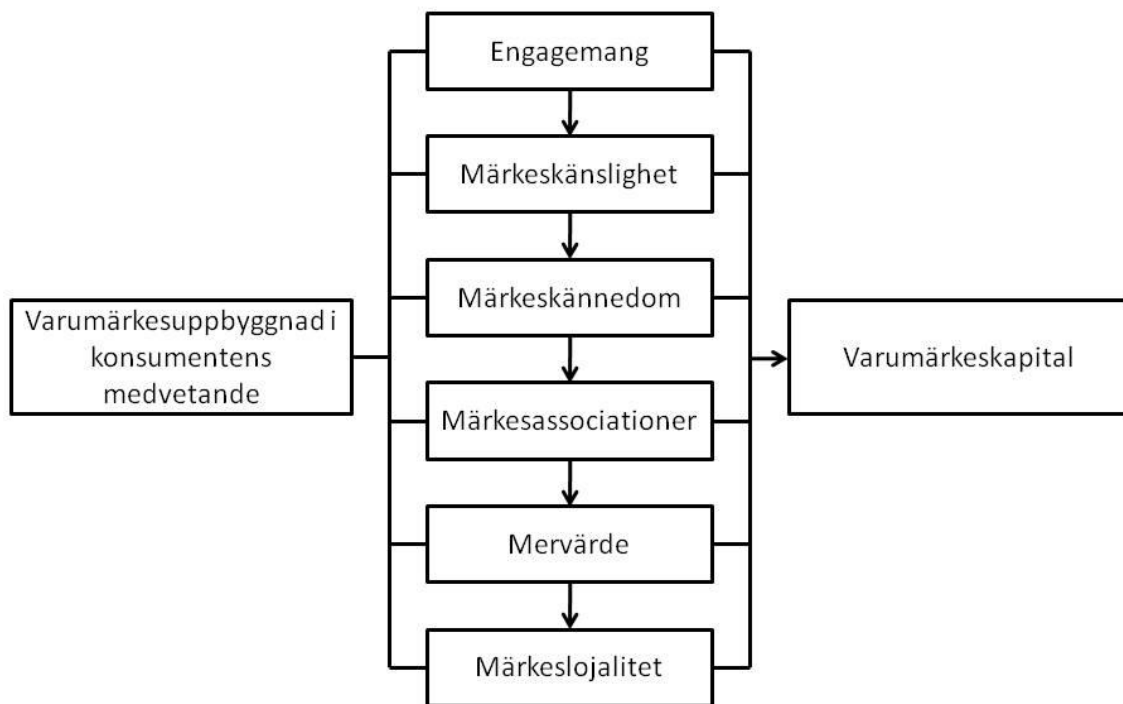 Engagemang
Märkeskänslighet
Märkeskännedom
Varumärkesuppbyggnad i
konsumentens
medvetande
Varumärkeskapital
Märkesassociationer
Mervärde
Märkeslojalitet